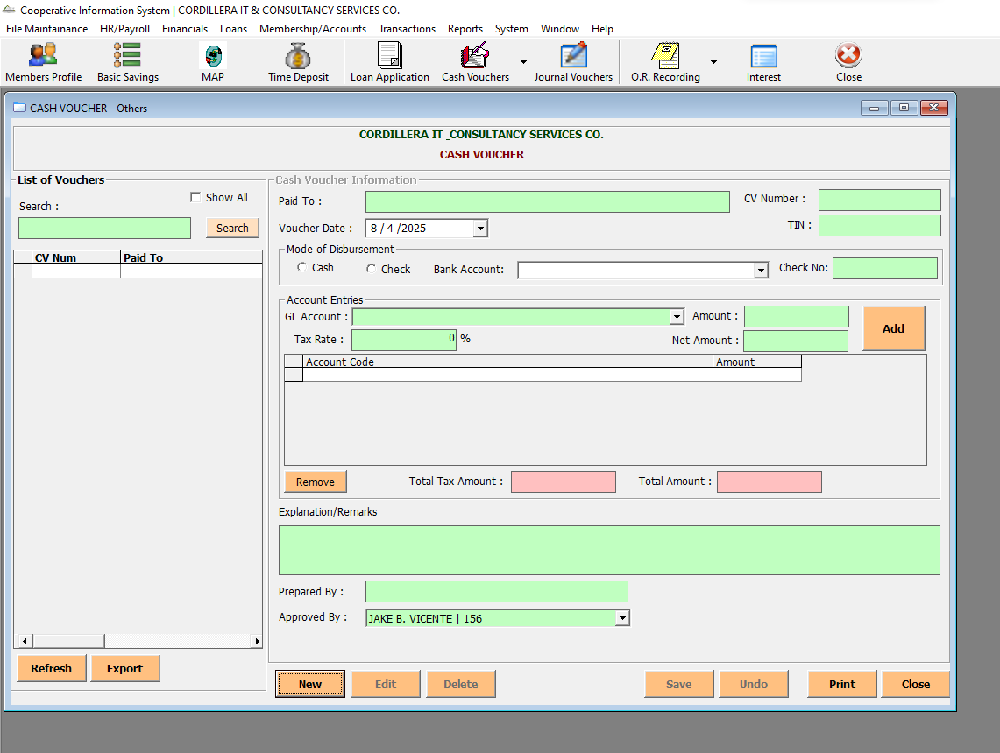 Cooperative Information System | CORDILLERA IT & CONSULTANCY SERVICES CO.
File Maintainance HR/Payroll Financials Loans Membership/Accounts Transactions Reports System Window Help
Members Profile Basic Savings MAP Time Deposit Loan Application Cash Vouchers Journal Vouchers O.R. Recording Interest Close
CASH VOUCHER - Others
CORDILLERA IT _CONSULTANCY SERVICES CO.
CASH VOUCHER
List of Vouchers
Show All
Search :
Search
CV Num Paid To
Refresh Export
Cash Voucher Information
Paid To : CV Number :
Voucher Date : 8 / 4 /2025 TIN :
Mode of Disbursement
Cash Check Bank Account: Check No:
Account Entries
GL Account : Amount : Add
Tax Rate : 0 % Net Amount :
Account Code Amount
Remove Total Tax Amount : Total Amount :
Explanation/Remarks
Prepared By :
Approved By : JAKE B. VICENTE | 156
New Edit Delete Save Undo Print Close